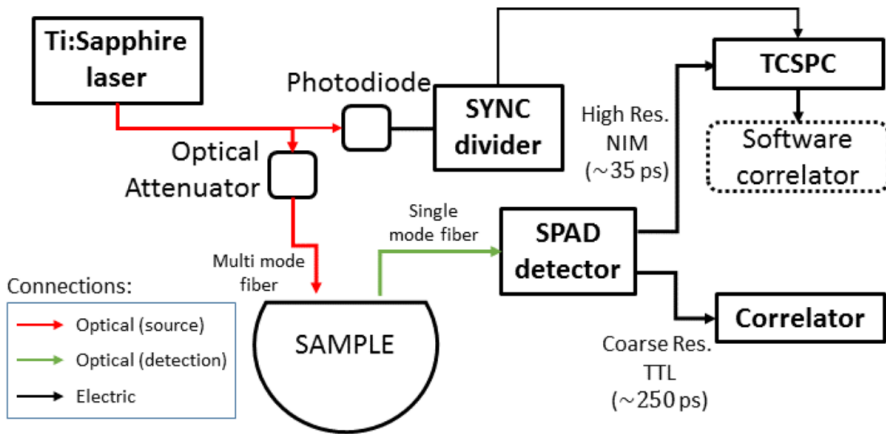 Ti:Sapphire
laser
Photodiode
SYNC
divider
TCSPC
High Res.
NIM
(~35 ps)
Software
correlator
Optical
Attenuator
Single
mode fiber
SPAD
detector
Multi mode
fiber
Connections:
Optical (source)
Optical (detection)
Electric
SAMPLE
Correlator
Coarse Res.
TTL
(~250 ps)